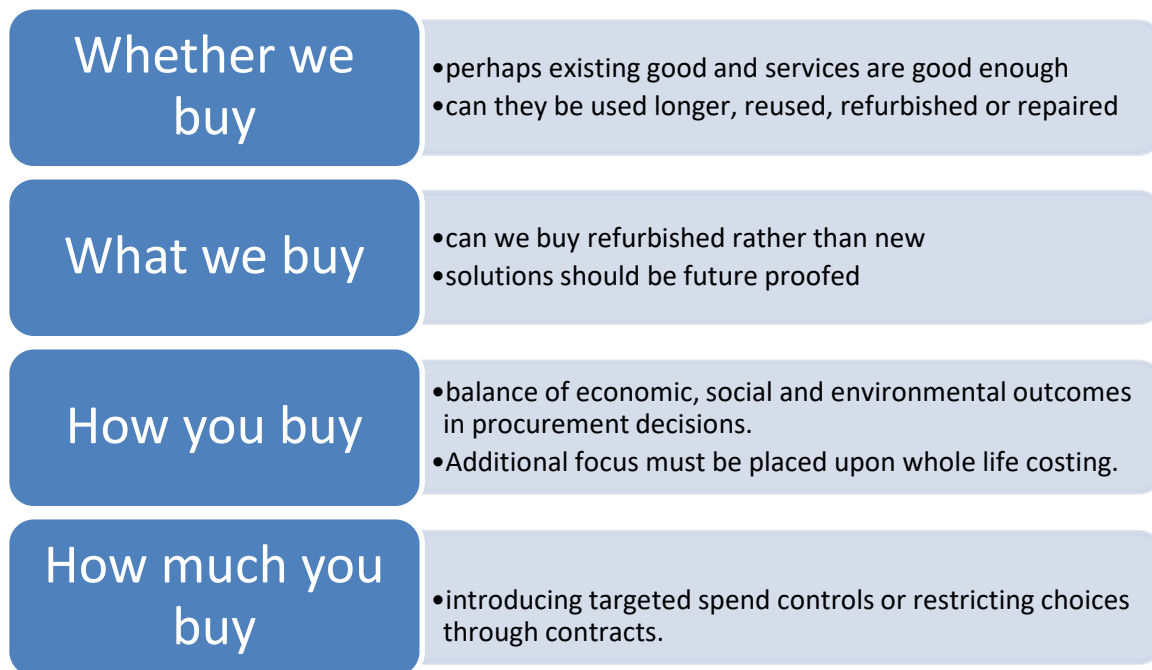 Whether we
buy
•perhaps existing good and services are good enough
•can they be used longer, reused, refurbished or repaired
What we buy
•can we buy refurbished rather than new
•solutions should be future proofed
How you buy
•balance of economic, social and environmental outcomes
in procurement decisions.
•Additional focus must be placed upon whole life costing.
How much you
buy
•introducing targeted spend controls or restricting choices
through contracts.